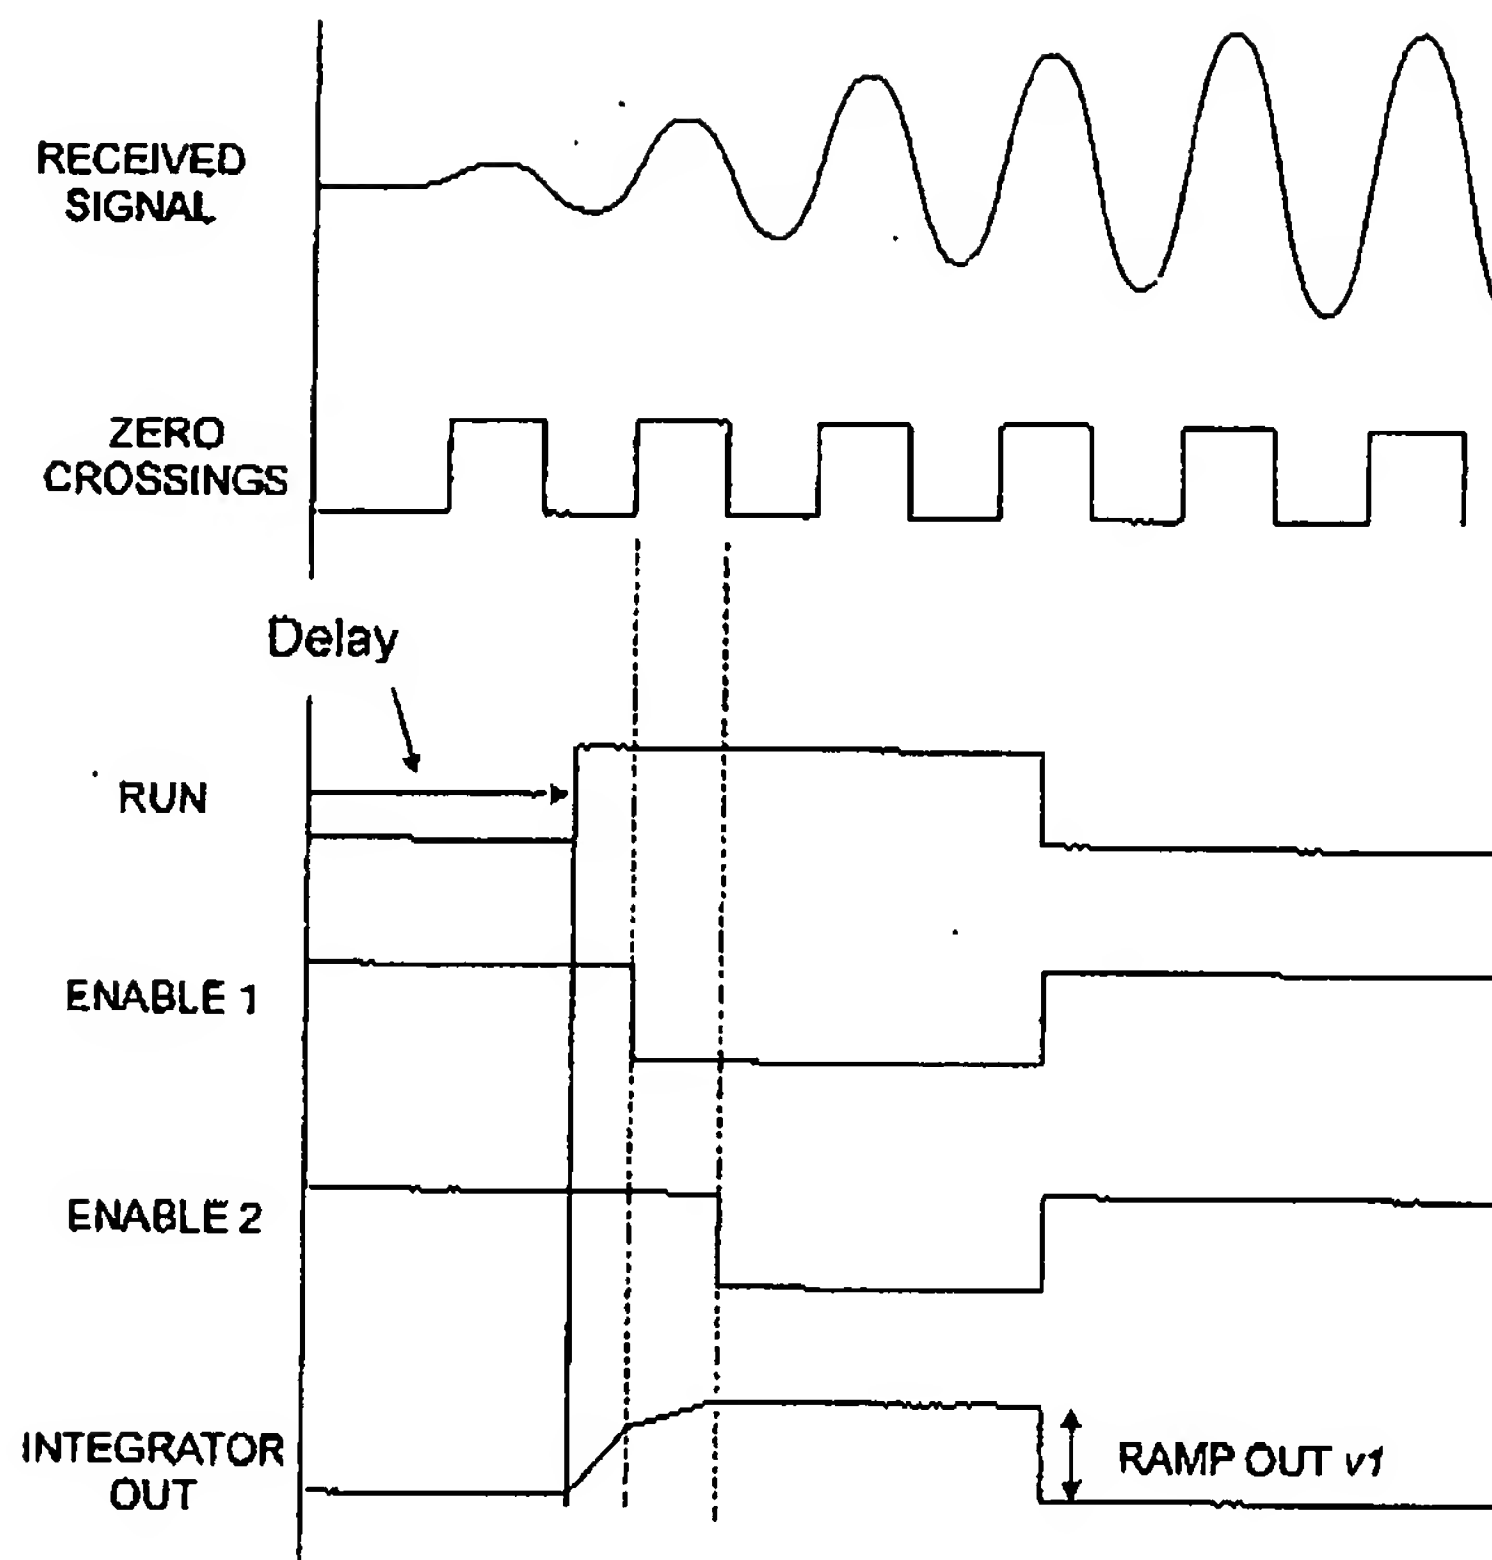 RECEIVED
SIGNAL
ZERO
CROSSINGS
Delay
RUN
ENABLE 1
ENABLE 2
INTEGRATOR
OUT
RAMP OUT v1